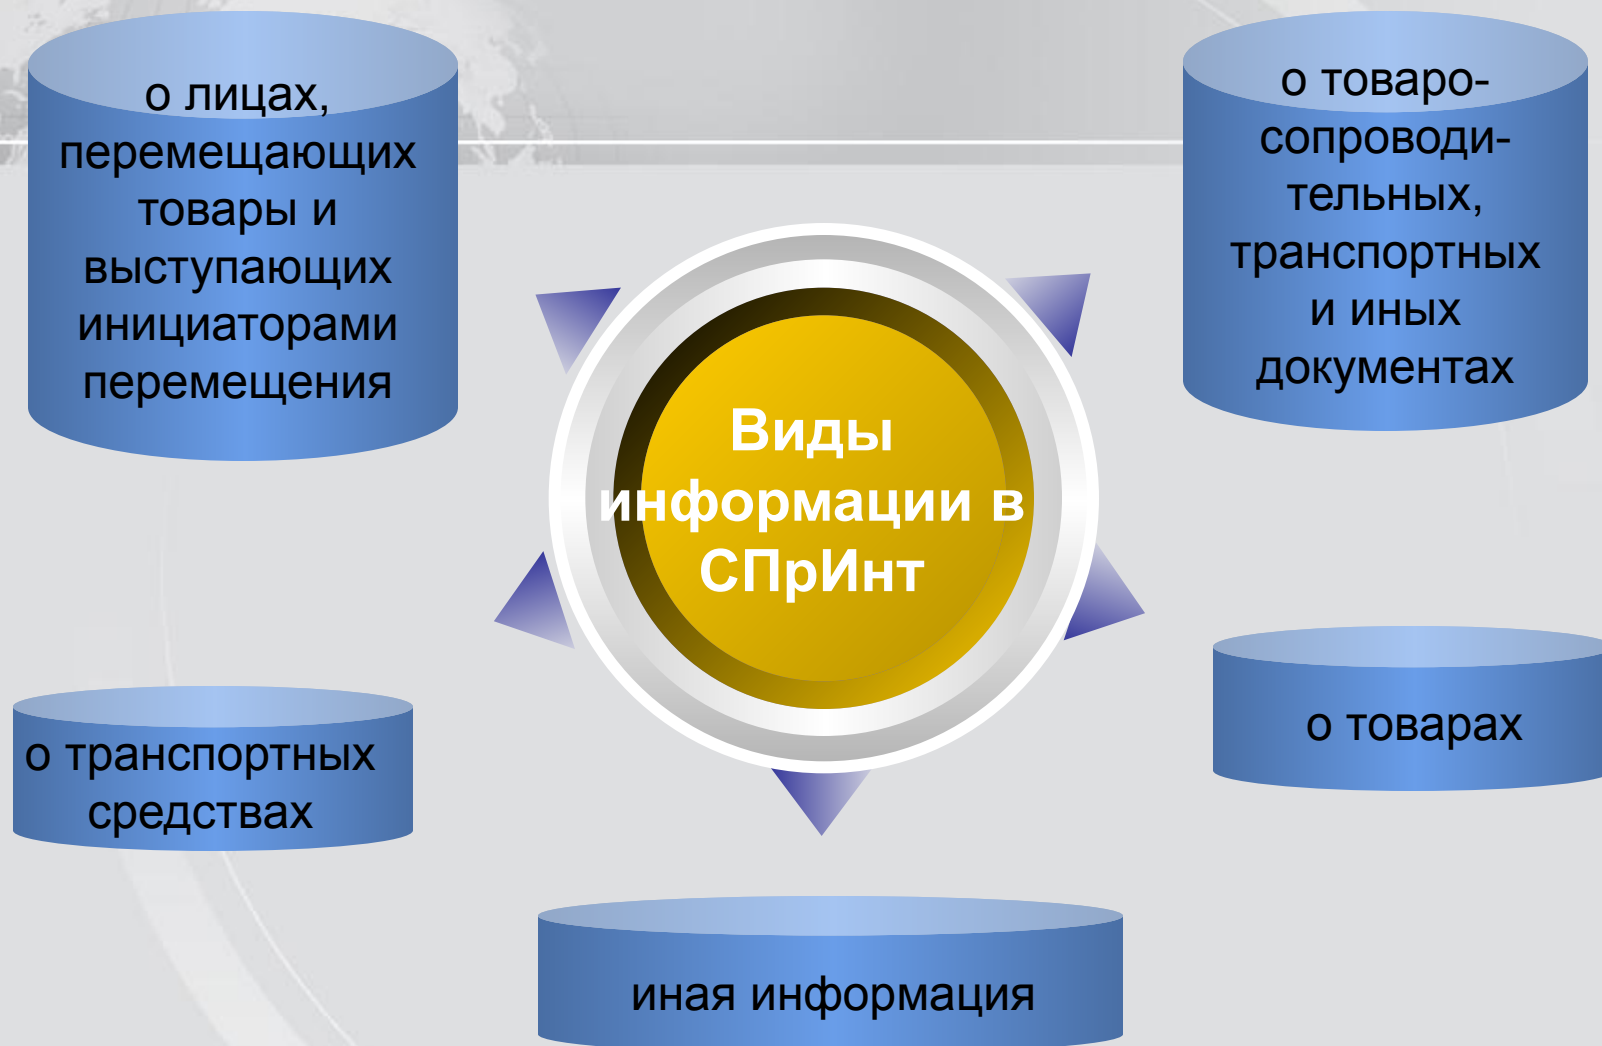 о лицах,
перемещающих
товары и
выступающих
инициаторами
перемещения
о товаро-
сопроводи-
тельных,
транспортных
и иных
документах
Виды
информации в
СПрИнт
о транспортных
средствах
о товарах
иная информация